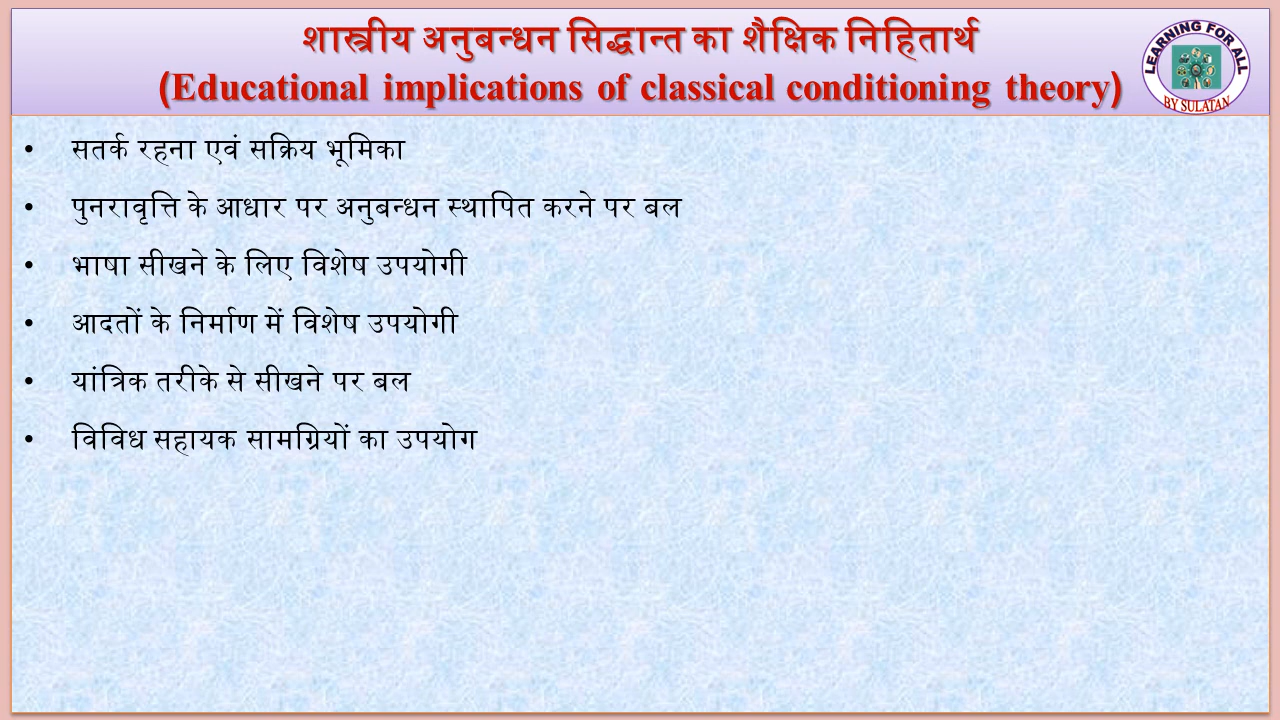 शास्त्रीय अनुबन्धन सिद्धान्त का शैक्षिक निहितार्थ
(Educational implications of classical conditioning theory)
LEARNING FOR ALL
BY SULATAN
• सतर्क रहना एवं सक्रिय भूमिका
• पुनरावृत्ति के आधार पर अनुबन्धन स्थापित करने पर बल
• भाषा सीखने के लिए विशेष उपयोगी
• आदतों के निर्माण में विशेष उपयोगी
• यांत्रिक तरीके से सीखने पर बल
• विविध सहायक सामग्रियों का उपयोग